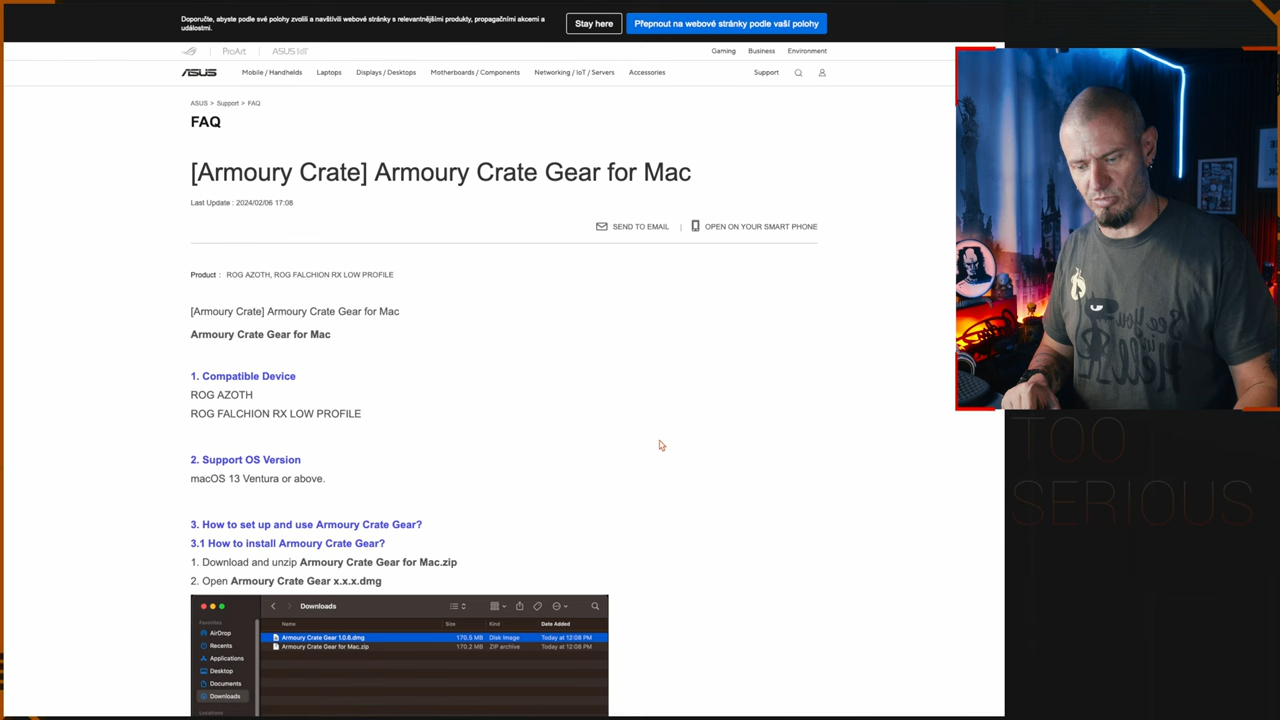 Doporučte, abyste podle své polohy zvolili a navštívili webové stránky s relevantnějšími produkty, propagačními akcemi a
událostmi.
Stay here
Přepnout na webové stránky podle vaší polohy
ProArt
ASUS IoT
Gaming
Business
Environment
ASUS
Mobile / Handhelds
Laptops
Displays / Desktops
Motherboards / Components
Networking / IoT / Servers
Accessories
Support
ASUS > Support > FAQ
FAQ
[Armoury Crate] Armoury Crate Gear for Mac
Last Update : 2024/02/06 17:08
SEND TO EMAIL
|
OPEN ON YOUR SMART PHONE
Product : ROG AZOTH, ROG FALCHION RX LOW PROFILE
[Armoury Crate] Armoury Crate Gear for Mac
Armoury Crate Gear for Mac
1. Compatible Device
ROG AZOTH
ROG FALCHION RX LOW PROFILE
2. Support OS Version
macOS 13 Ventura or above.
3. How to set up and use Armoury Crate Gear?
3.1 How to install Armoury Crate Gear?
1. Download and unzip Armoury Crate Gear for Mac.zip
2. Open Armoury Crate Gear x.x.x.dmg
Downloads
Favorites
AirDrop
Recents
Applications
Desktop
Documents
Downloads
Locations
Name Size Kind Date Added
Armoury Crate Gear 1.0.6.dmg 170.5 MB Disk Image Today at 12:08 PM
Armoury Crate Gear for Mac.zip 170.2 MB ZIP archive Today at 12:08 PM
See You
in
Hell
TOO
SERIOUS